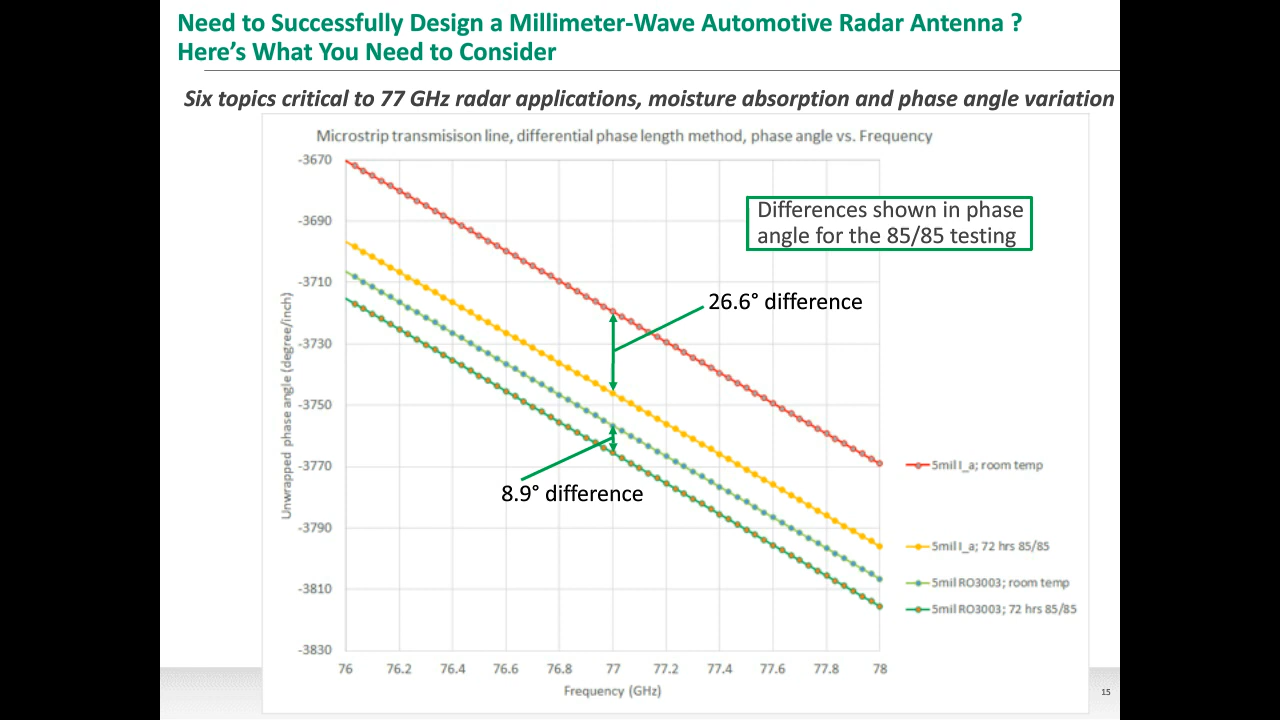 Need to Successfully Design a Millimeter-Wave Automotive Radar Antenna ?
Here's What You Need to Consider
Six topics critical to 77 GHz radar applications, moisture absorption and phase angle variation
Microstrip transmisison line, differential phase length method, phase angle vs. Frequency
-3670
-3690
-3710
-3730
-3750
-3770
-3790
-3810
-3830
Unwrapped phase angle (degree/inch)
Differences shown in phase
angle for the 85/85 testing
26.6° difference
8.9° difference
5mil I_a; room temp
5mil I_a; 72 hrs 85/85
5mil RO3003; room temp
5mil RO3003; 72 hrs 85/85
76 76.2 76.4 76.6 76.8 77 77.2 77.4 77.6 77.8 78
Frequency (GHz)
15